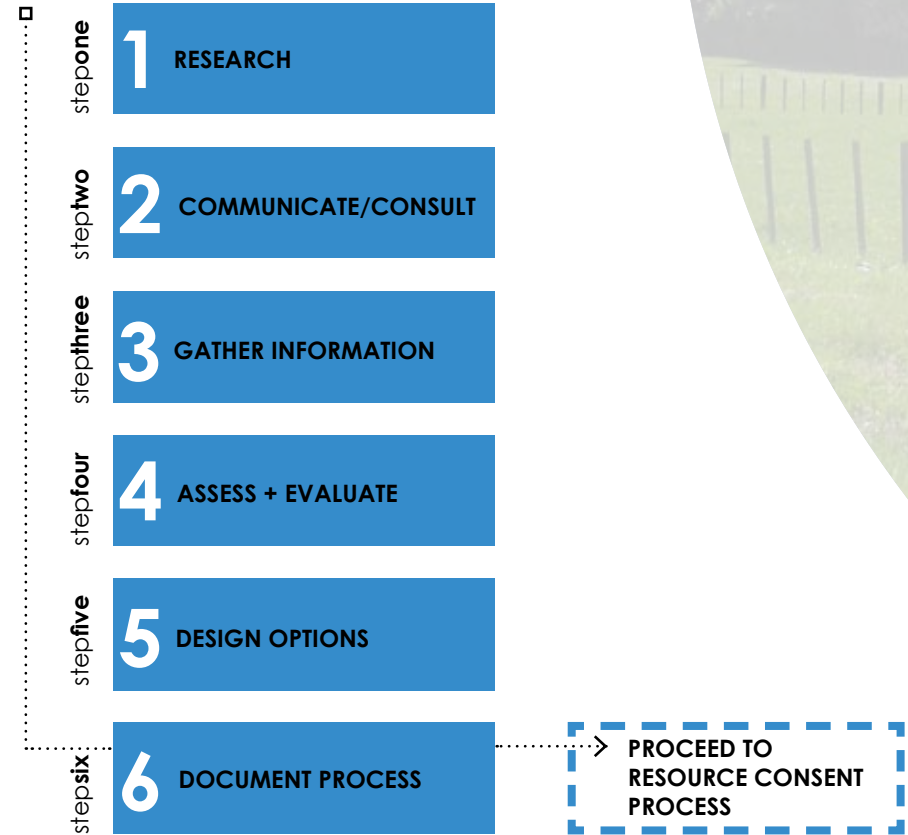 stepone
1
RESEARCH
steptwo
2
COMMUNICATE/CONSULT
stepthree
3
GATHER INFORMATION
stepfour
4
ASSESS + EVALUATE
stepfive
5
DESIGN OPTIONS
stepsix
6
DOCUMENT PROCESS
PROCEED TO
RESOURCE CONSENT
PROCESS